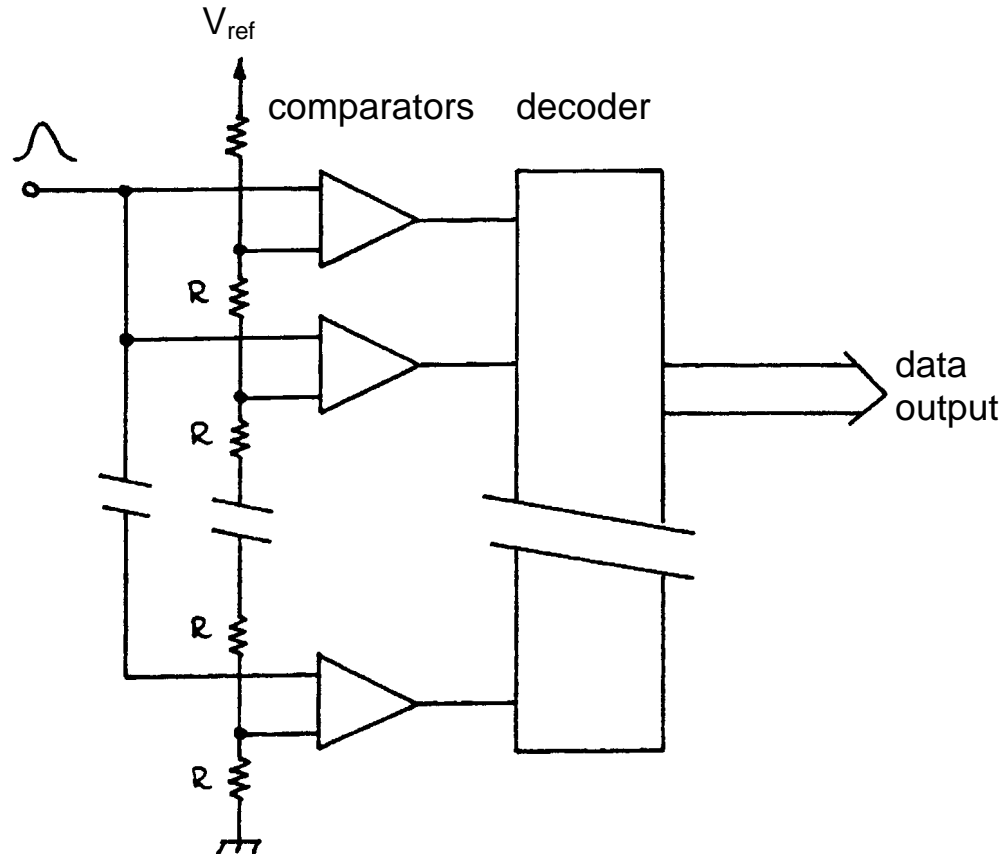 Vref
comparators decoder
R
R
data
output
R
R